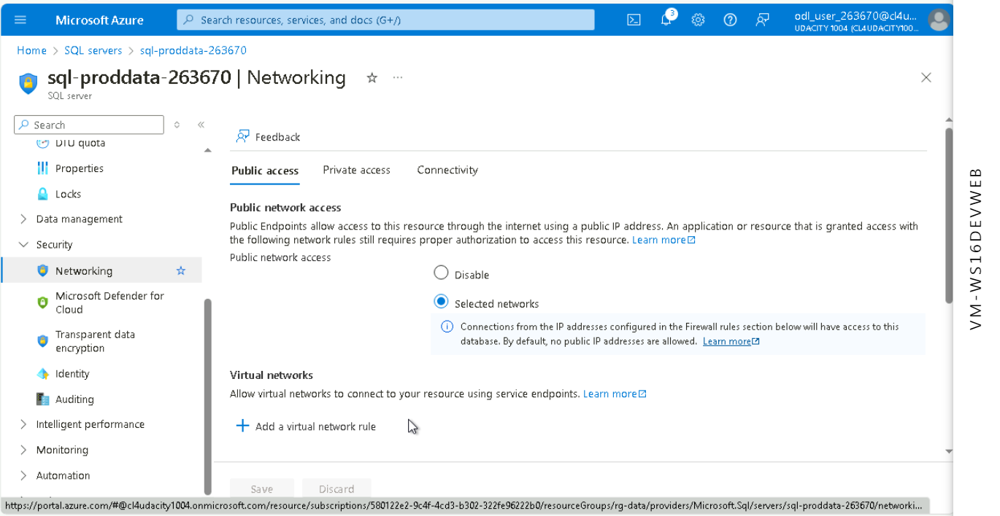 Microsoft Azure
Search resources, services, and docs (G+/)
3
odl_user_263670@cl4u...
UDACITY 1004 (CL4UDACITY100...
Home > SQL servers > sql-proddata-263670
sql-proddata-263670 | Networking
SQL server
Search
DTU quota
Properties
Locks
Data management
Security
Networking
Microsoft Defender for
Cloud
Transparent data
encryption
Identity
Auditing
Intelligent performance
Monitoring
Automation
Feedback
Public access Private access Connectivity
Public network access
Public Endpoints allow access to this resource through the internet using a public IP address. An application or resource that is granted access with
the following network rules still requires proper authorization to access this resource. Learn more
Public network access
Disable
Selected networks
Connections from the IP addresses configured in the Firewall rules section below will have access to this
database. By default, no public IP addresses are allowed. Learn more
Virtual networks
Allow virtual networks to connect to your resource using service endpoints. Learn more
Add a virtual network rule
Save Discard
https://portal.azure.com/#@cl4udacity1004.onmicrosoft.com/resource/subscriptions/580122e2-9c4f-4cd3-b302-322fe96222b0/resourceGroups/rg-data/providers/Microsoft.Sql/servers/sql-proddata-263670/networki...
VM-WS16DEVWEB